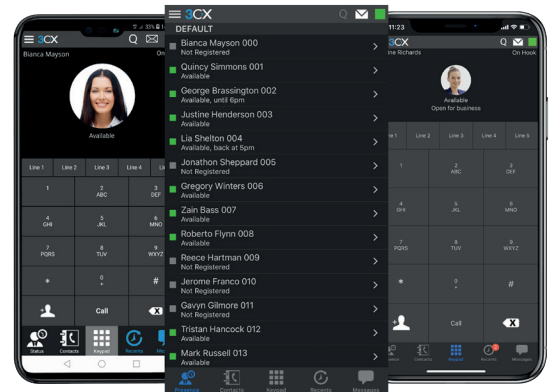 33%
3CX
Bianca Mayson
On
Available
Line 1
Line 2
Line 3
Line 4
1
2
ABC
3
DEF
4
GHI
5
JKL
6
MNO
7
PQRS
8
TUV
9
WXYZ
*
0
+
#
Call
Status
Contacts
Keypad
Recents
3CX
DEFAULT
Bianca Mayson 000
Not Registered
Quincy Simmons 001
Available
George Brassington 002
Available, until 6pm
Justine Henderson 003
Available
Lia Shelton 004
Available, back at 5pm
Jonathon Sheppard 005
Not Registered
Gregory Winters 006
Available
Zain Bass 007
Available
Roberto Flynn 008
Available
Reece Hartman 009
Not Registered
Jerome Franco 010
Not Registered
Gavyn Gilmore 011
Not Registered
Tristan Hancock 012
Available
Mark Russell 013
Available
Presence
Contacts
Keypad
Recents
Messages
11:23
3CX
ne Richards
On Hook
Available
Open for business
Line 2
Line 3
Line 4
Line 5
1
2
ABC
3
DEF
4
GHI
5
JKL
6
MNO
7
PQRS
8
TUV
9
WXYZ
*
0
+
#
Call
Contacts
Keypad
Recents
Messages